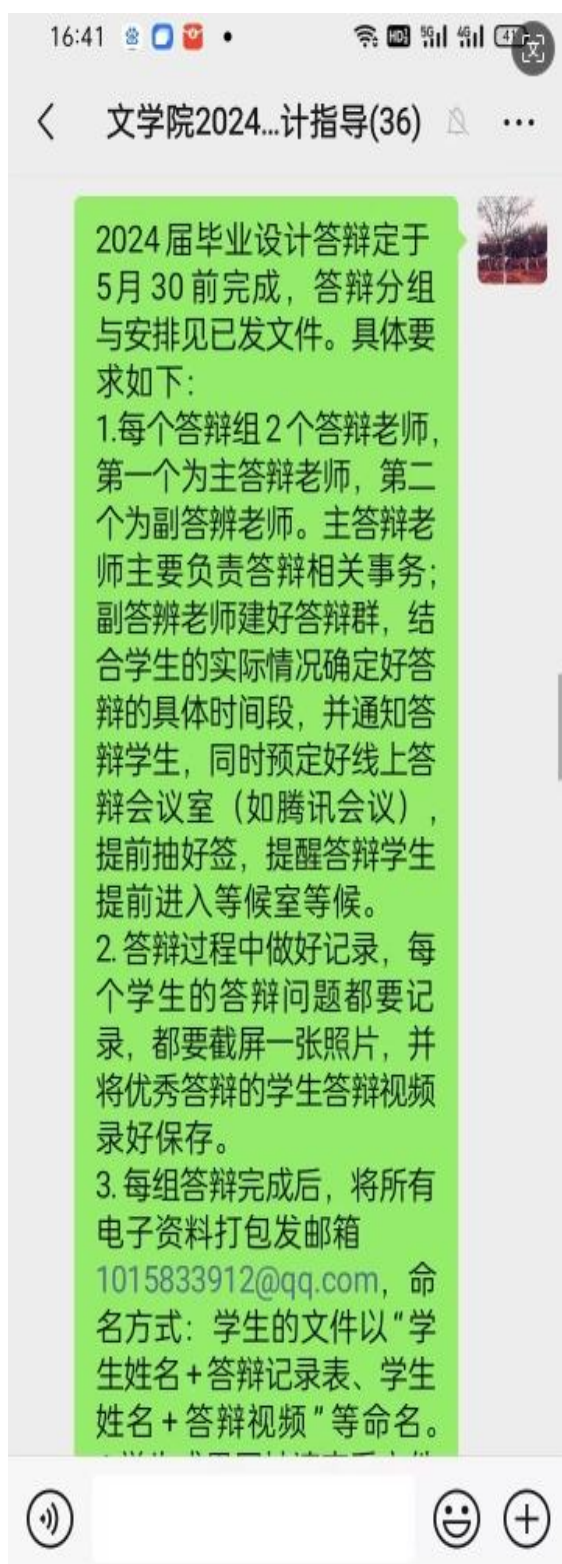 16:41
HD 5G 4G
文学院2024...计指导(36)
2024届毕业设计答辩定于
5月30前完成，答辩分组
与安排见已发文件。具体要
求如下：
1.每个答辩组2个答辩老师，
第一个为主答辩老师，第二
个为副答辨老师。主答辩老
师主要负责答辩相关事务；
副答辨老师建好答辩群，结
合学生的实际情况确定好答
辩的具体时间段，并通知答
辩学生，同时预定好线上答
辩会议室（如腾讯会议），
提前抽好签，提醒答辩学生
提前进入等候室等候。
2. 答辩过程中做好记录，每
个学生的答辩问题都要记
录，都要截屏一张照片，并
将优秀答辩的学生答辩视频
录好保存。
3. 每组答辩完成后，将所有
电子资料打包发邮箱
1015833912@qq.com，命
名方式：学生的文件以“学
生姓名+答辩记录表、学生
姓名+答辩视频”等命名。